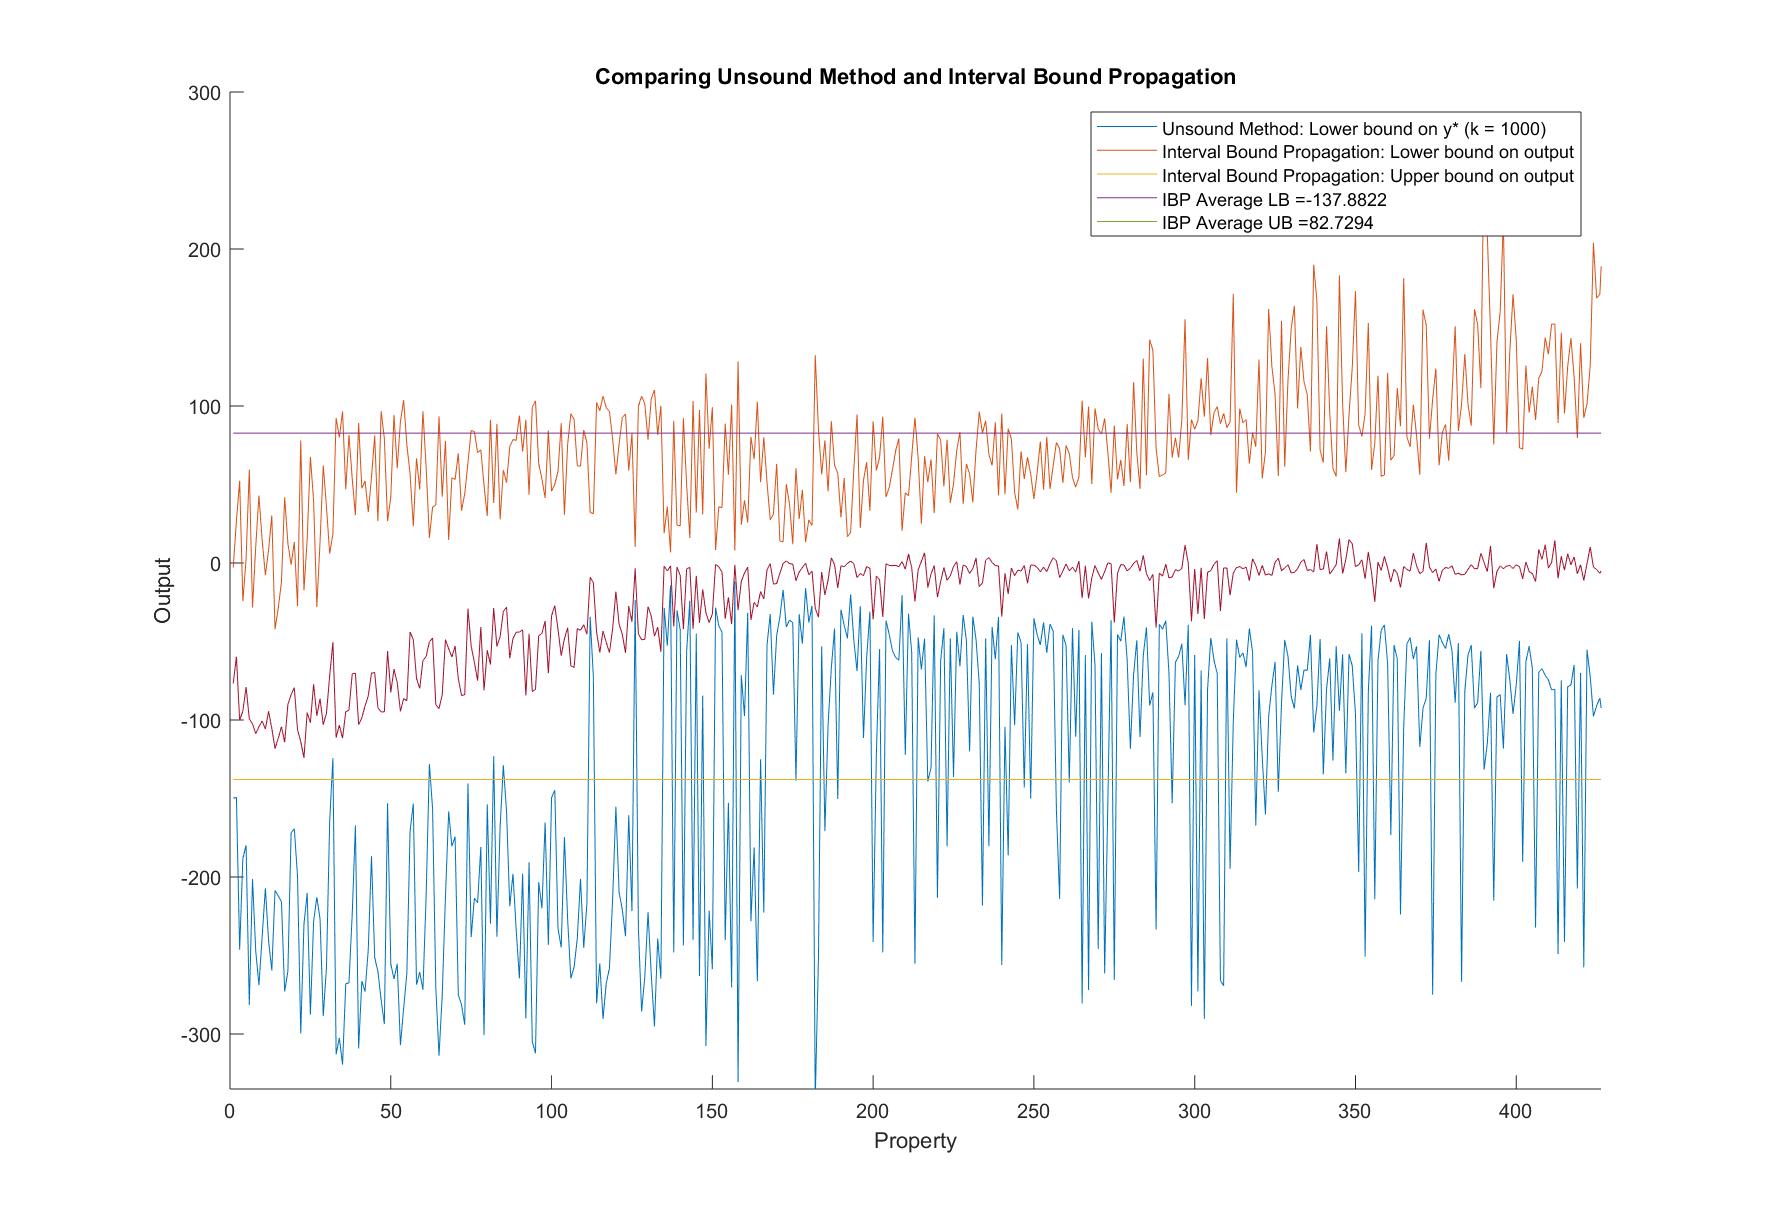 Comparing Unsound Method and Interval Bound Propagation
Unsound Method: Lower bound on y* (k = 1000)
Interval Bound Propagation: Lower bound on output
Interval Bound Propagation: Upper bound on output
IBP Average LB =-137.8822
IBP Average UB =82.7294
300
200
100
0
-100
-200
-300
Output
0 50 100 150 200 250 300 350 400
Property